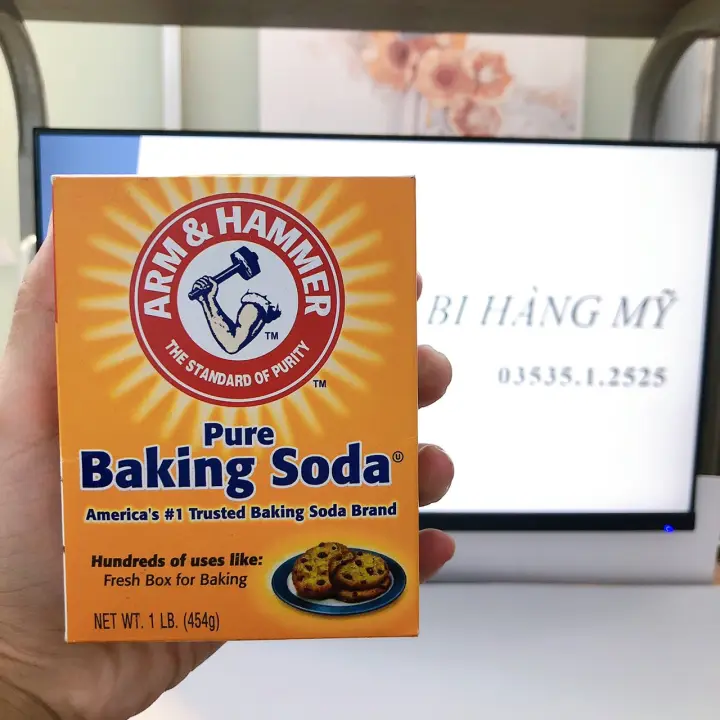 ARM & HAMMER
TM
THE STANDARD OF PURITY
TM
Pure
Baking Soda
U
America's #1 Trusted Baking Soda Brand
Hundreds of uses like:
Fresh Box for Baking
NET WT. 1 LB. (454g)
BI HÀNG MỸ
03535.1.2525